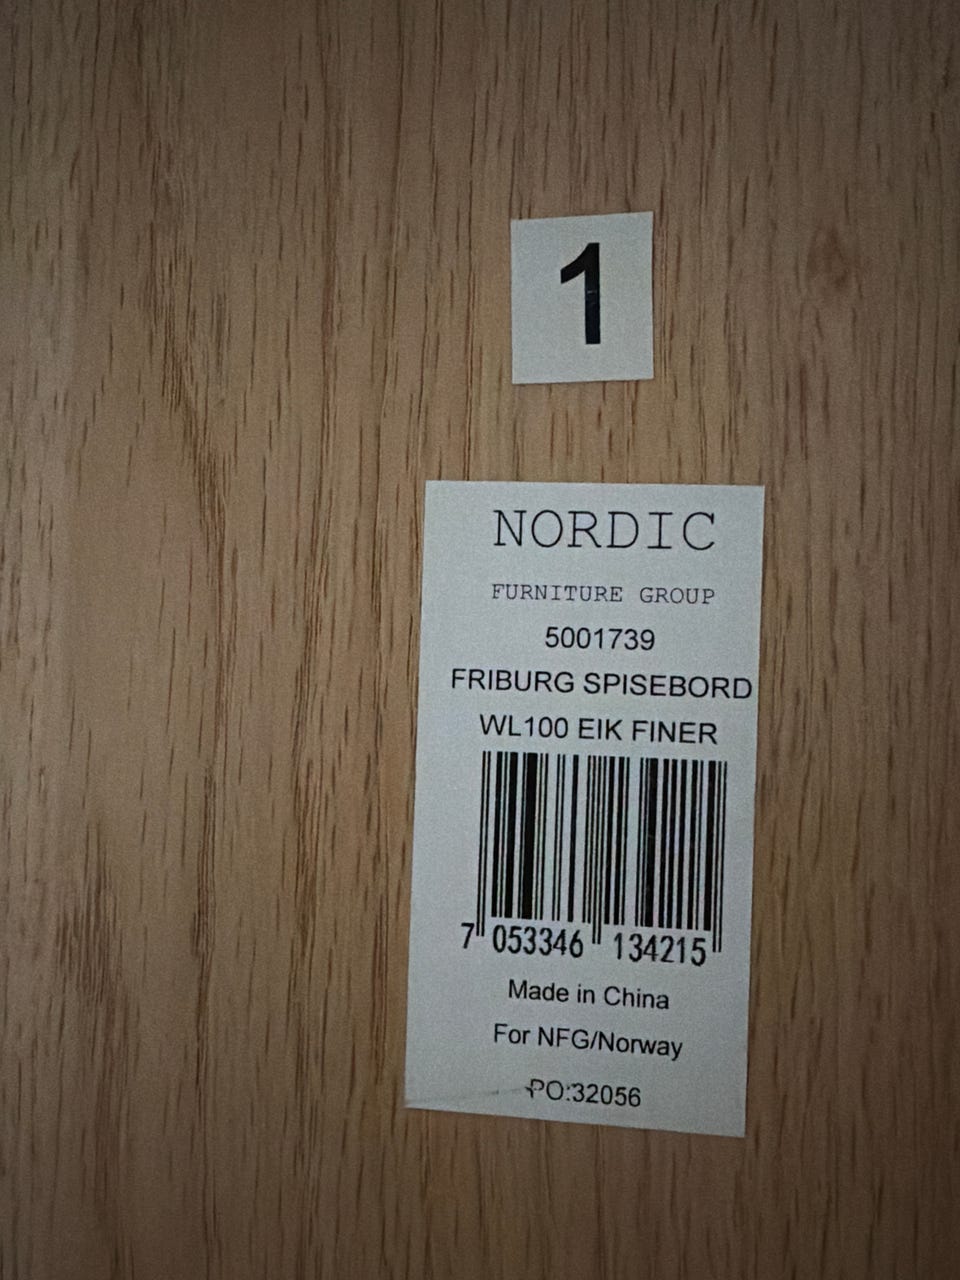 1
NORDIC
FURNITURE GROUP
5001739
FRIBURG SPISEBORD
WL100 EIK FINER
7 053346 134215
Made in China
For NFG/Norway
PO:32056